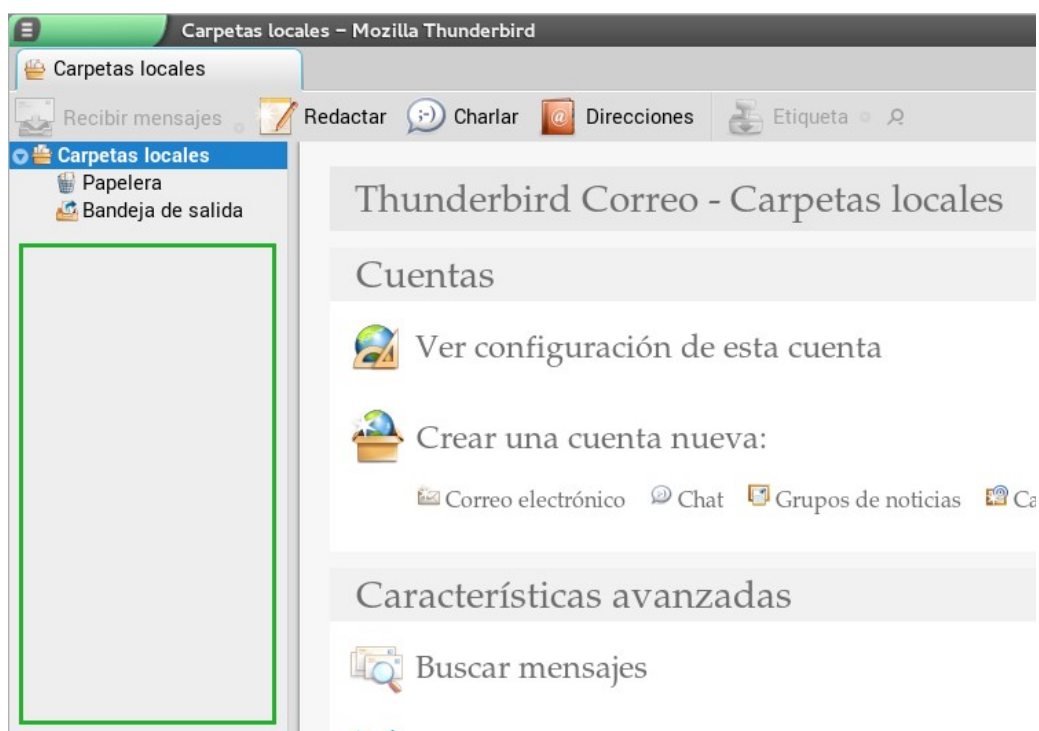 Carpetas locales – Mozilla Thunderbird
Carpetas locales
Recibir mensajes Redactar Charlar Direcciones Etiqueta
Carpetas locales
Papelera
Bandeja de salida
Thunderbird Correo - Carpetas locales
Cuentas
Ver configuración de esta cuenta
Crear una cuenta nueva:
Correo electrónico Chat Grupos de noticias Ca
Características avanzadas
Buscar mensajes